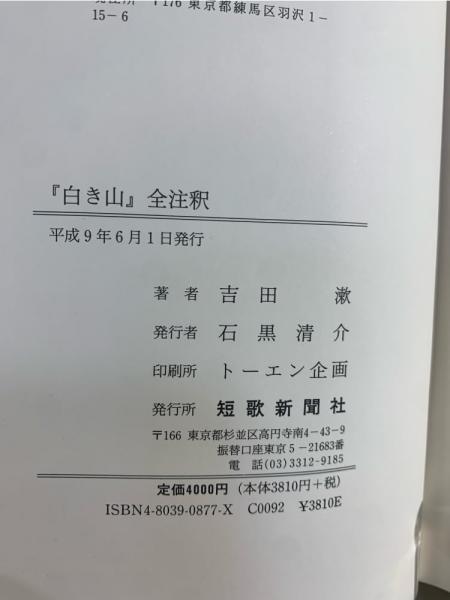 現住所 〒176 東京都練馬区羽沢1-
15-6
『白き山』全注釈
平成9年6月1日発行
著者 吉田 漱
発行者 石黒清介
印刷所 トーエン企画
発行所 短歌新聞社
〒166 東京都杉並区高円寺南4-43-9
振替口座東京5-21683番
電話(03)3312-9185
定価4000円(本体3810円+税)
ISBN4-8039-0877-X C0092 ¥3810E